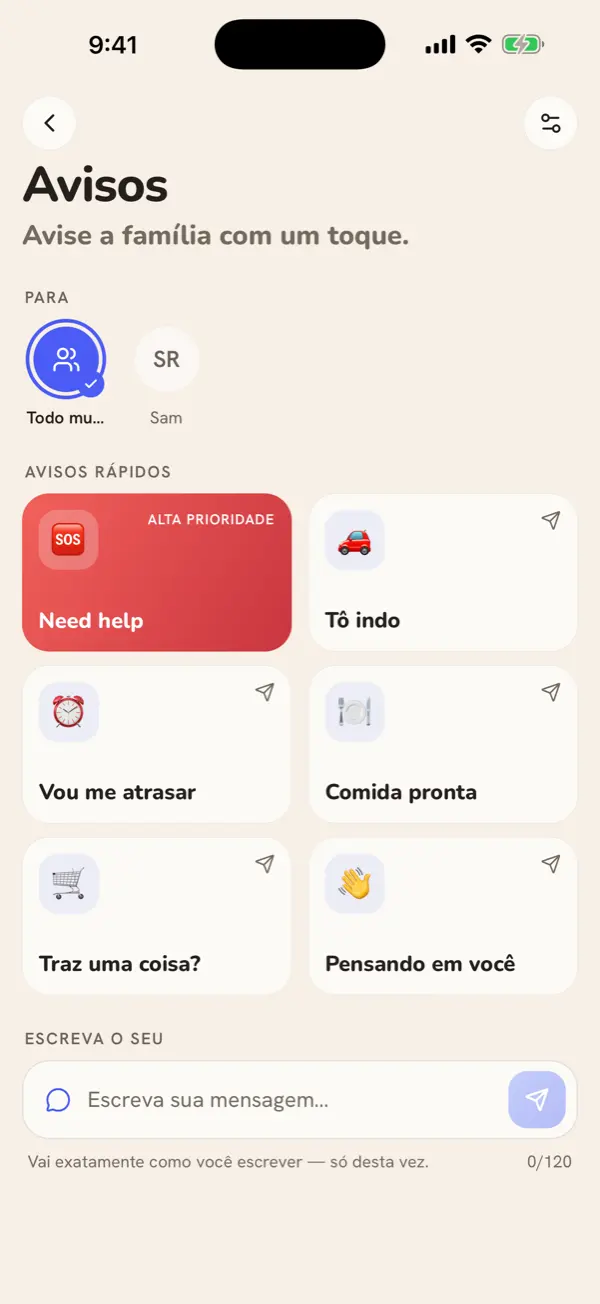 9:41
Avisos
Avise a família com um toque.
PARA
SR
Todo mu...
Sam
AVISOS RÁPIDOS
SOS
ALTA PRIORIDADE
Need help
Tô indo
Vou me atrasar
Comida pronta
Traz uma coisa?
Pensando em você
ESCREVA O SEU
Escreva sua mensagem...
Vai exatamente como você escrever — só desta vez.
0/120